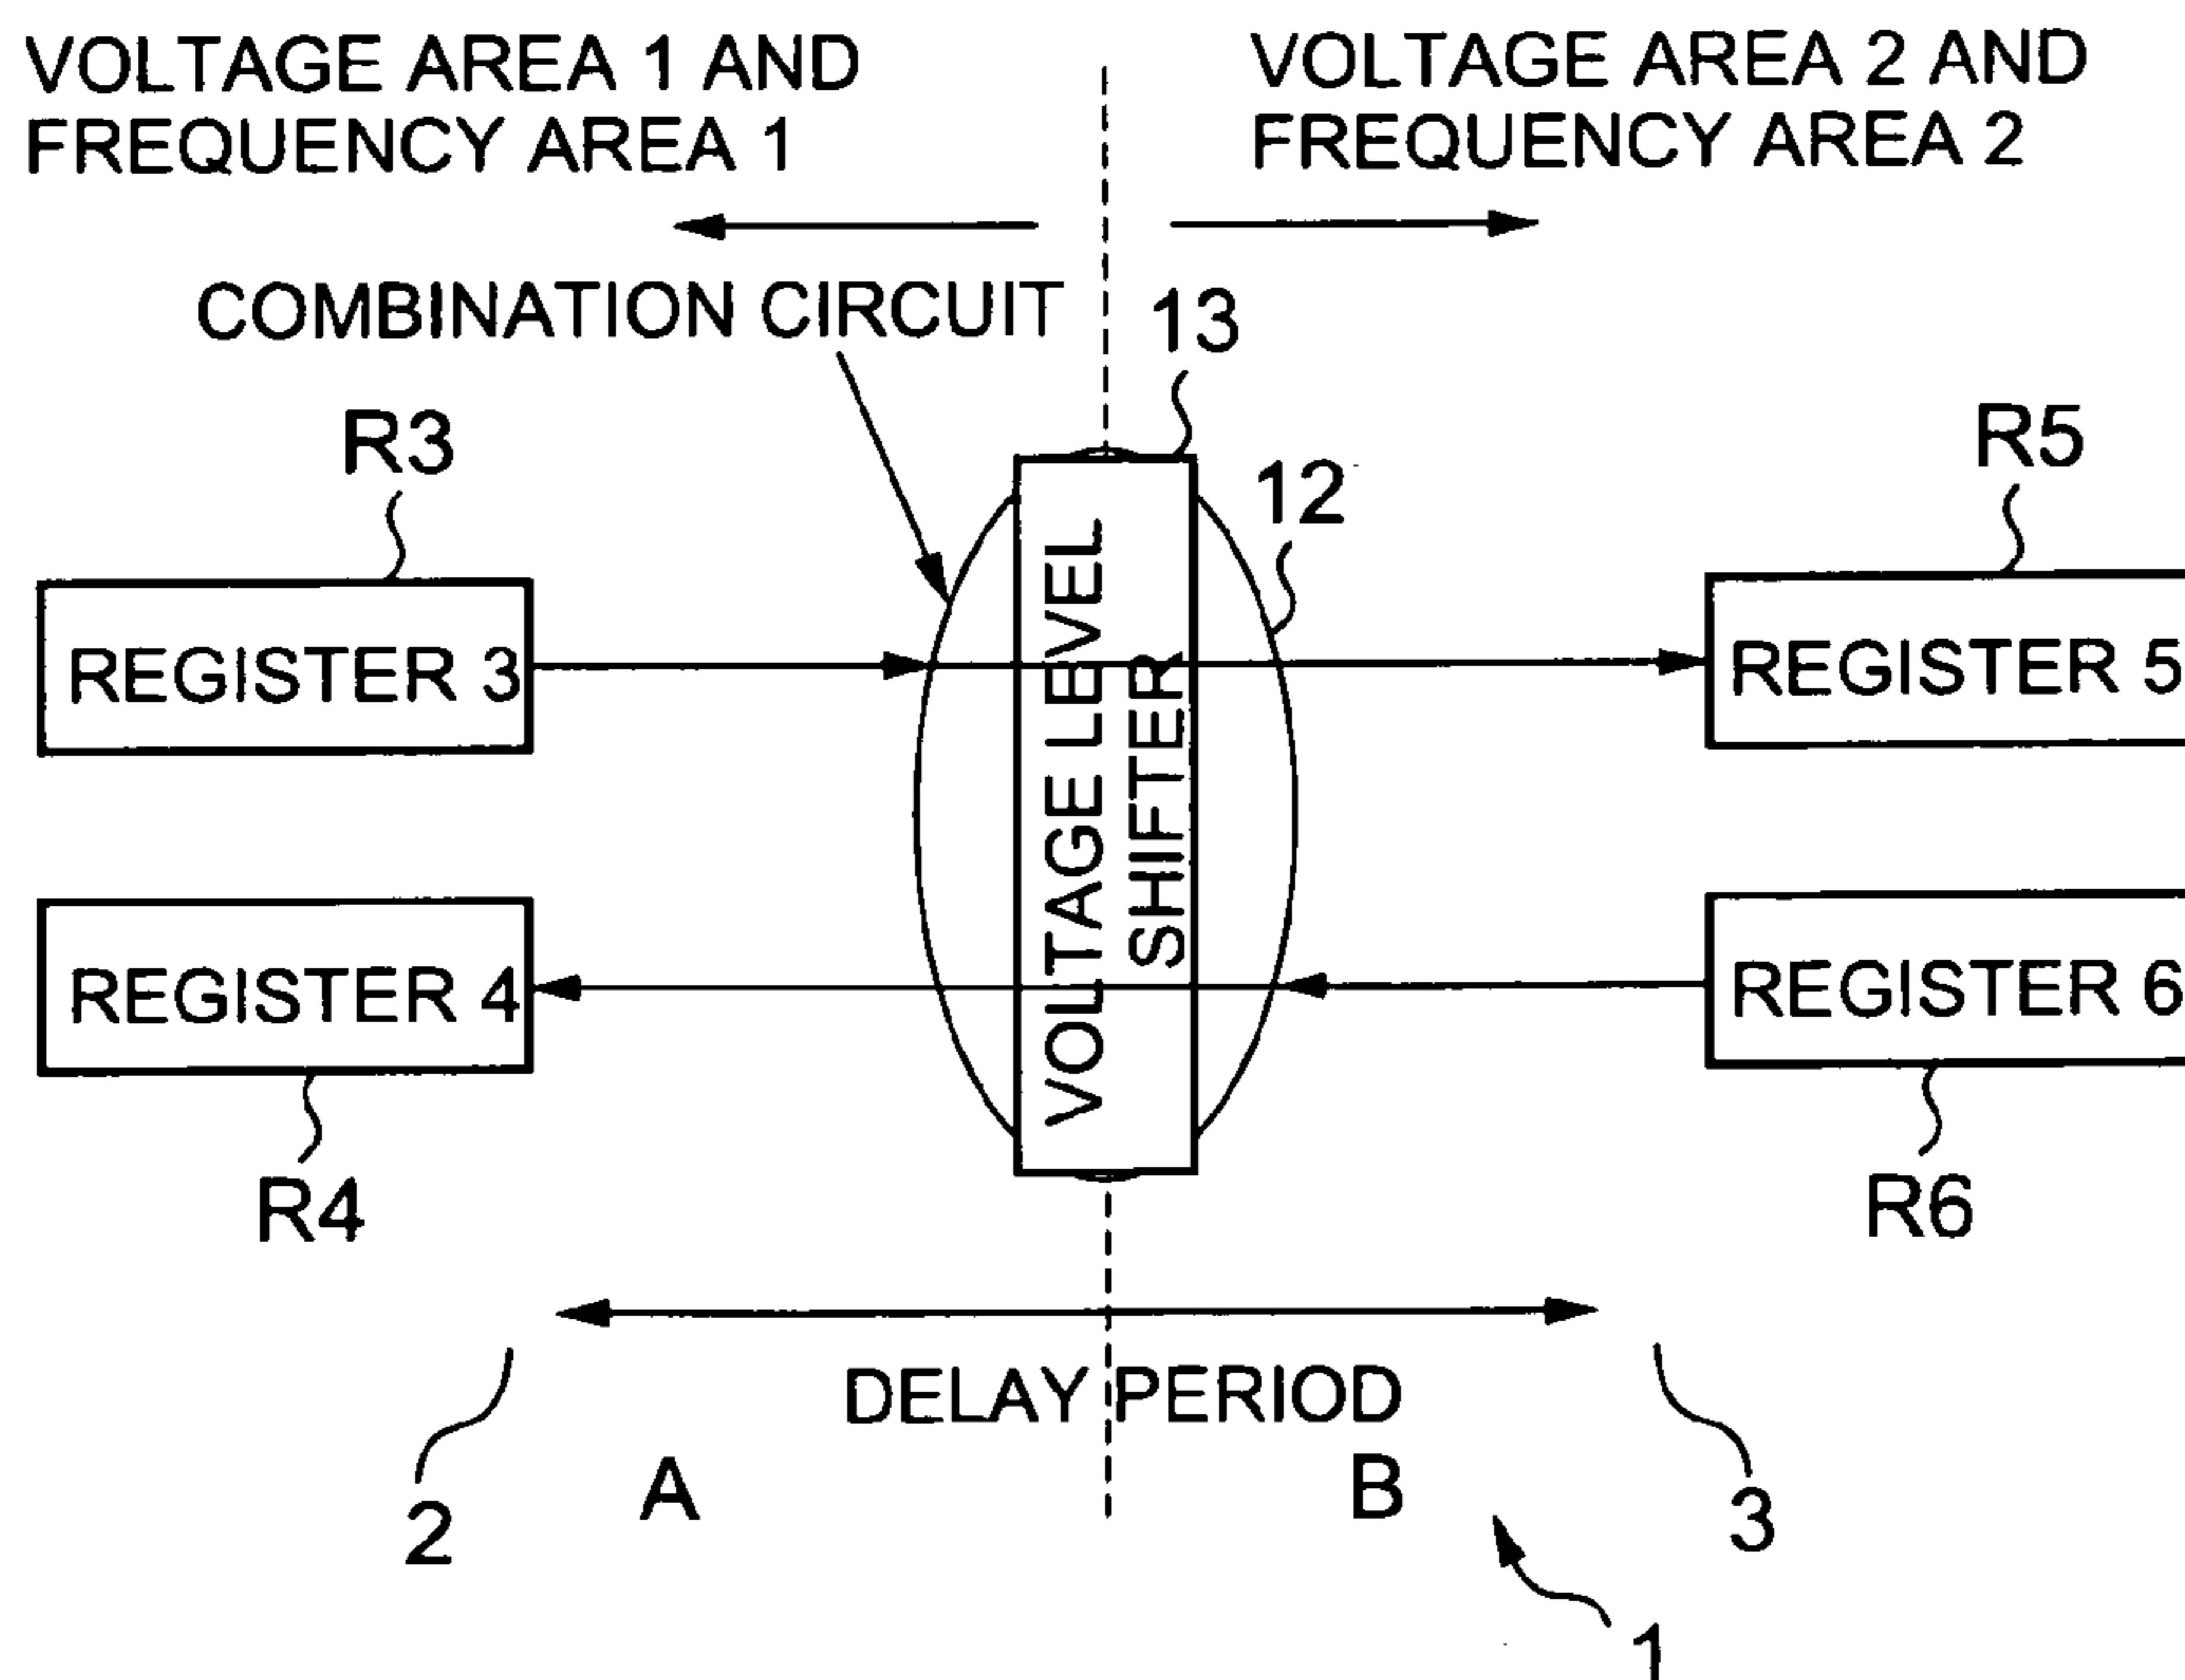 VOLTAGE AREA 1 AND
FREQUENCY AREA 1
VOLTAGE AREA 2 AND
FREQUENCY AREA 2
COMBINATION CIRCUIT
13
R3
R5
12
VOLTAGE LEVEL
SHIFTER
REGISTER 3
REGISTER 5
REGISTER 4
REGISTER 6
R4
R6
DELAY PERIOD
A
B
2
3
1